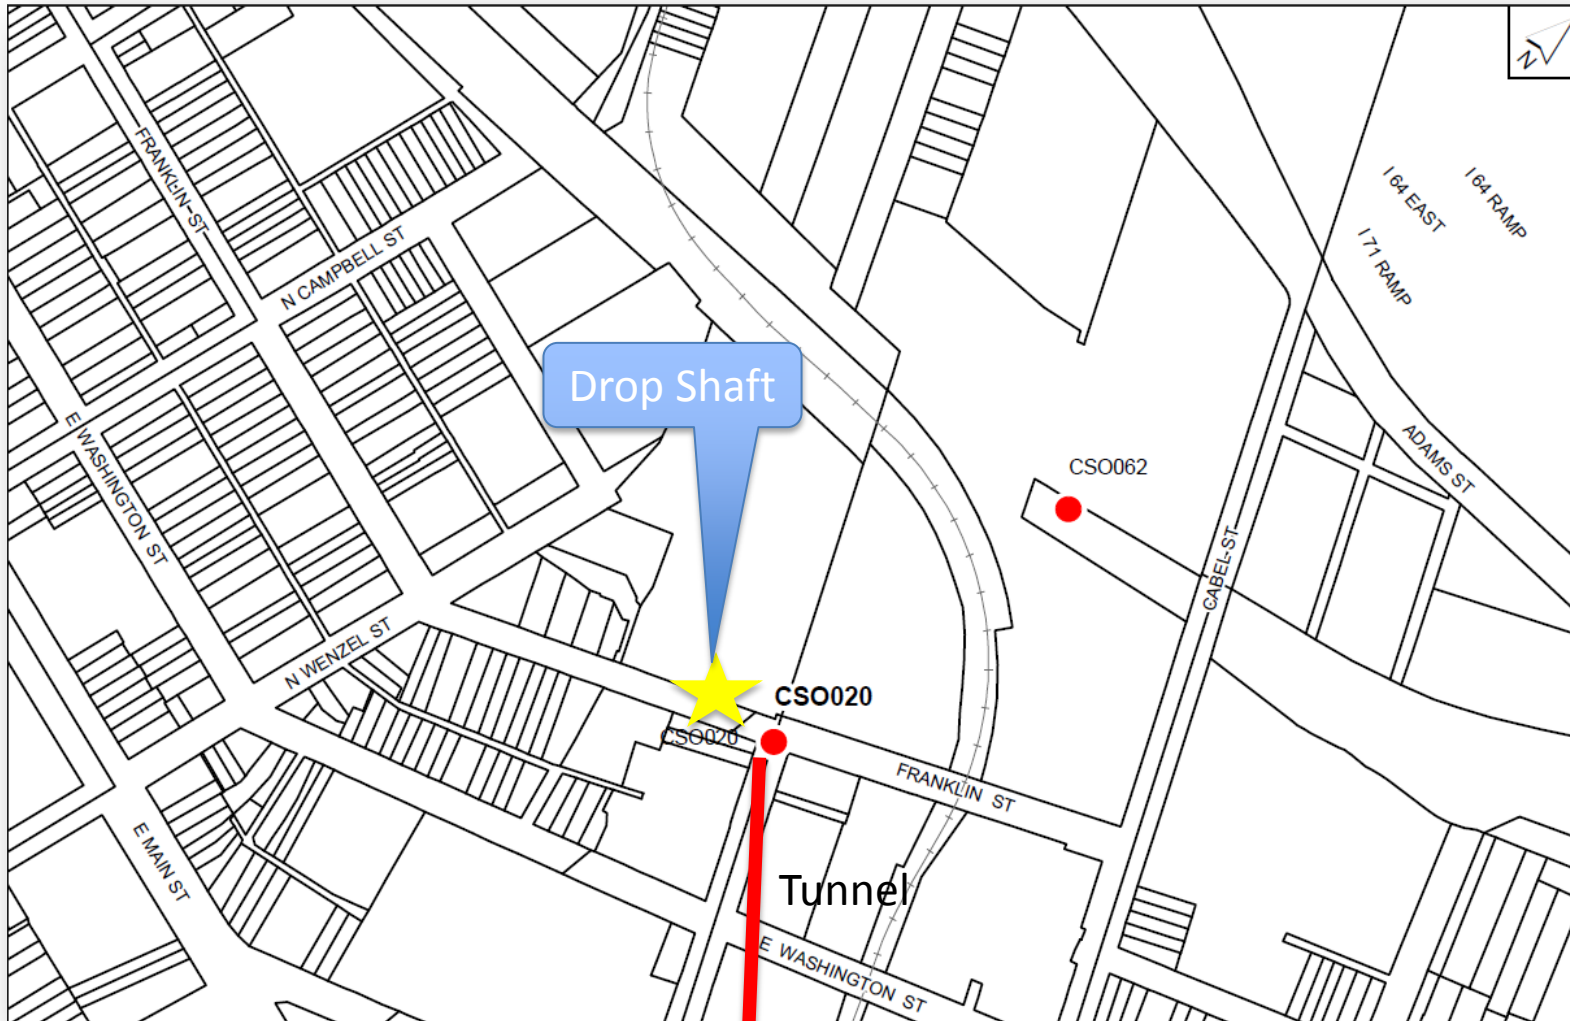 N
I 64 EAST
I 64 RAMP
I 71 RAMP
FRANKLIN ST
N CAMPBELL ST
Drop Shaft
E WASHINGTON ST
ADAMS ST
CSO062
CABEL ST
N WENZEL ST
CSO020
CSO020
FRANKLIN ST
E MAIN ST
Tunnel
E WASHINGTON ST